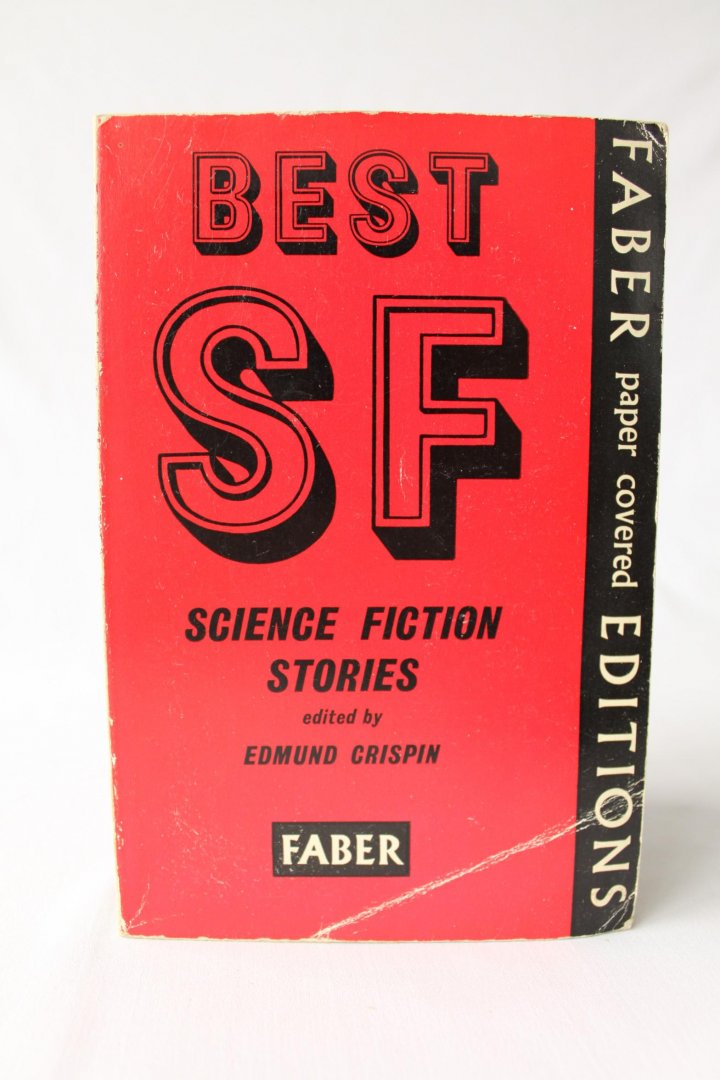 BEST
SF
SCIENCE FICTION
STORIES
edited by
EDMUND CRISPIN
FABER
FABER paper covered EDITIONS